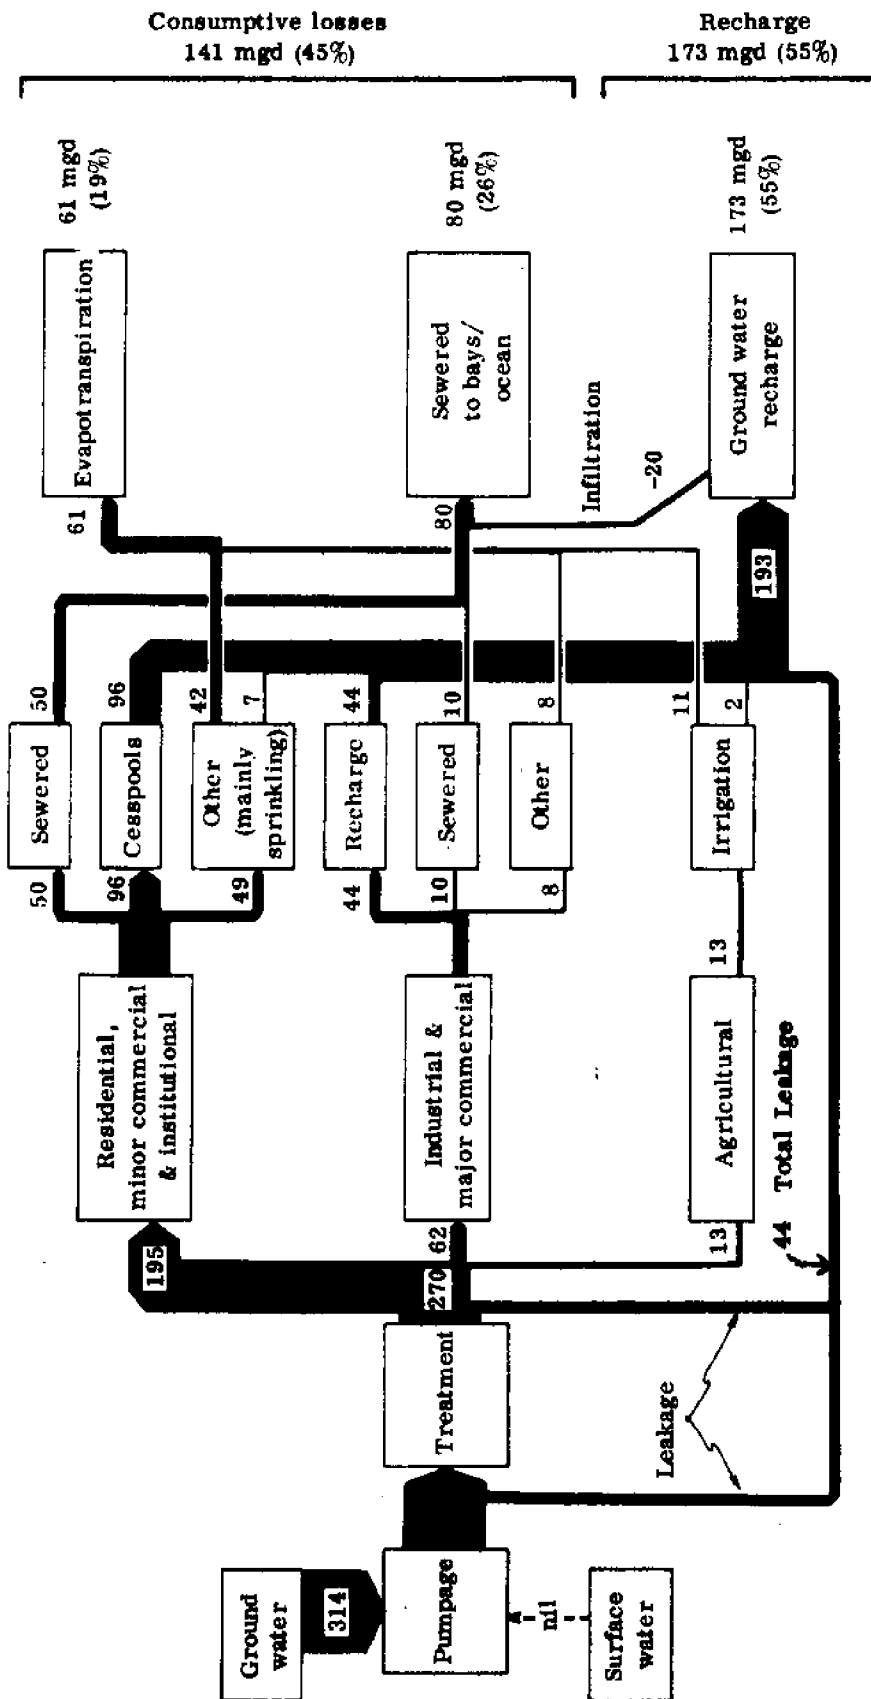 Consumptive losses
141 mgd (45%)
Recharge
173 mgd (55%)
61 mgd
(19%)
80 mgd
(26%)
173 mgd
(55%)
Evapotranspiration
Sewered
to bays/
ocean
Ground water
recharge
61
80
Infiltration
-20
193
50
96
42
7
44
10
8
11
2
Sewered
Cesspools
Other
(mainly
sprinkling)
Recharge
Sewered
Other
Irrigation
50
96
49
44
10
8
13
Residential,
minor commercial
& institutional
Industrial &
major commercial
Agricultural
44 Total Leakage
195
62
270
13
Treatment
Leakage
Ground
water
314
Pumpage
nil
Surface
water